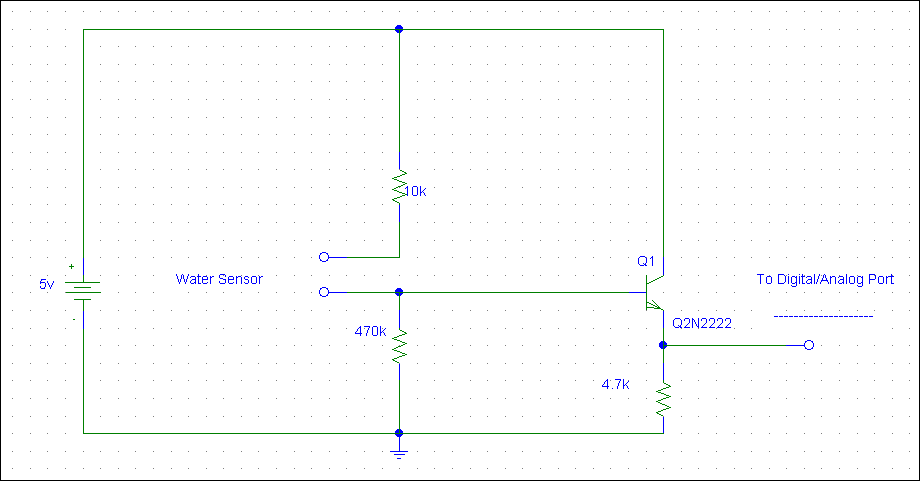 10k
+
5v
-
Water Sensor
Q1
To Digital/Analog Port
-------------------
Q2N2222
470k
4.7k